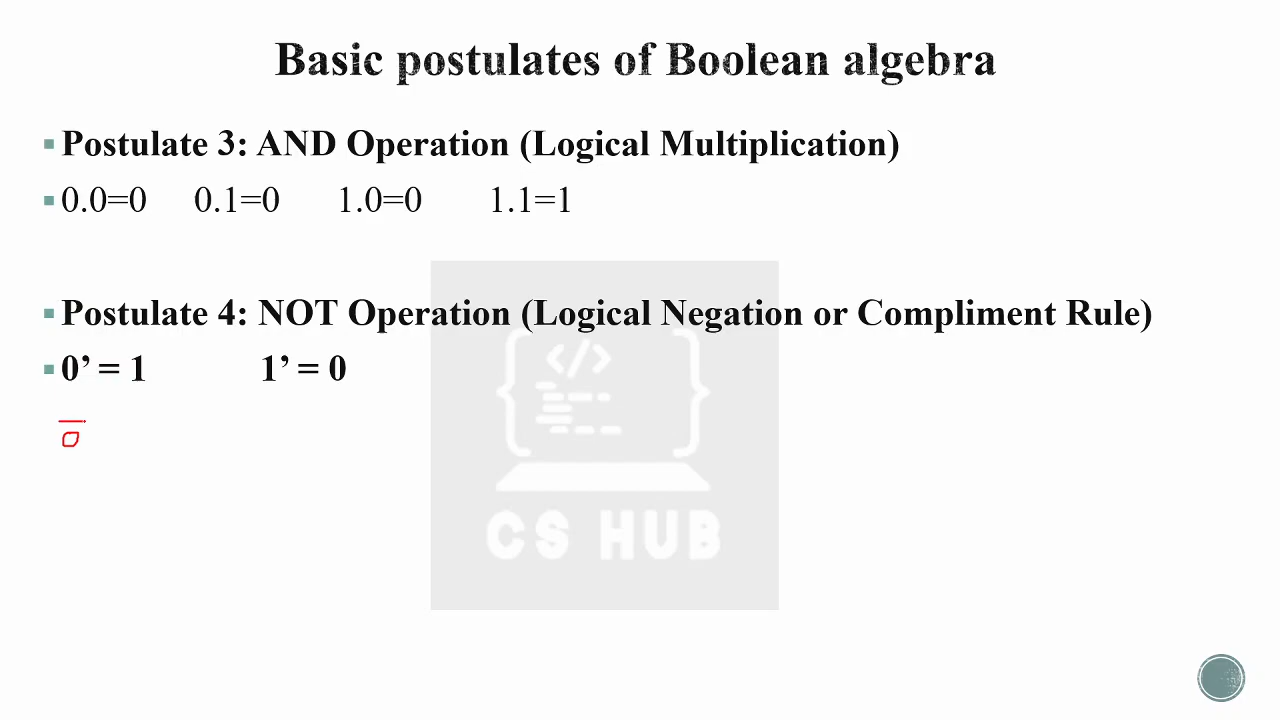 Basic postulates of Boolean algebra
▪ Postulate 3: AND Operation (Logical Multiplication)
▪ 0.0=0 0.1=0 1.0=0 1.1=1
▪ Postulate 4: NOT Operation (Logical Negation or Compliment Rule)
▪ 0’ = 1 1’ = 0
0̅
</>
CS HUB